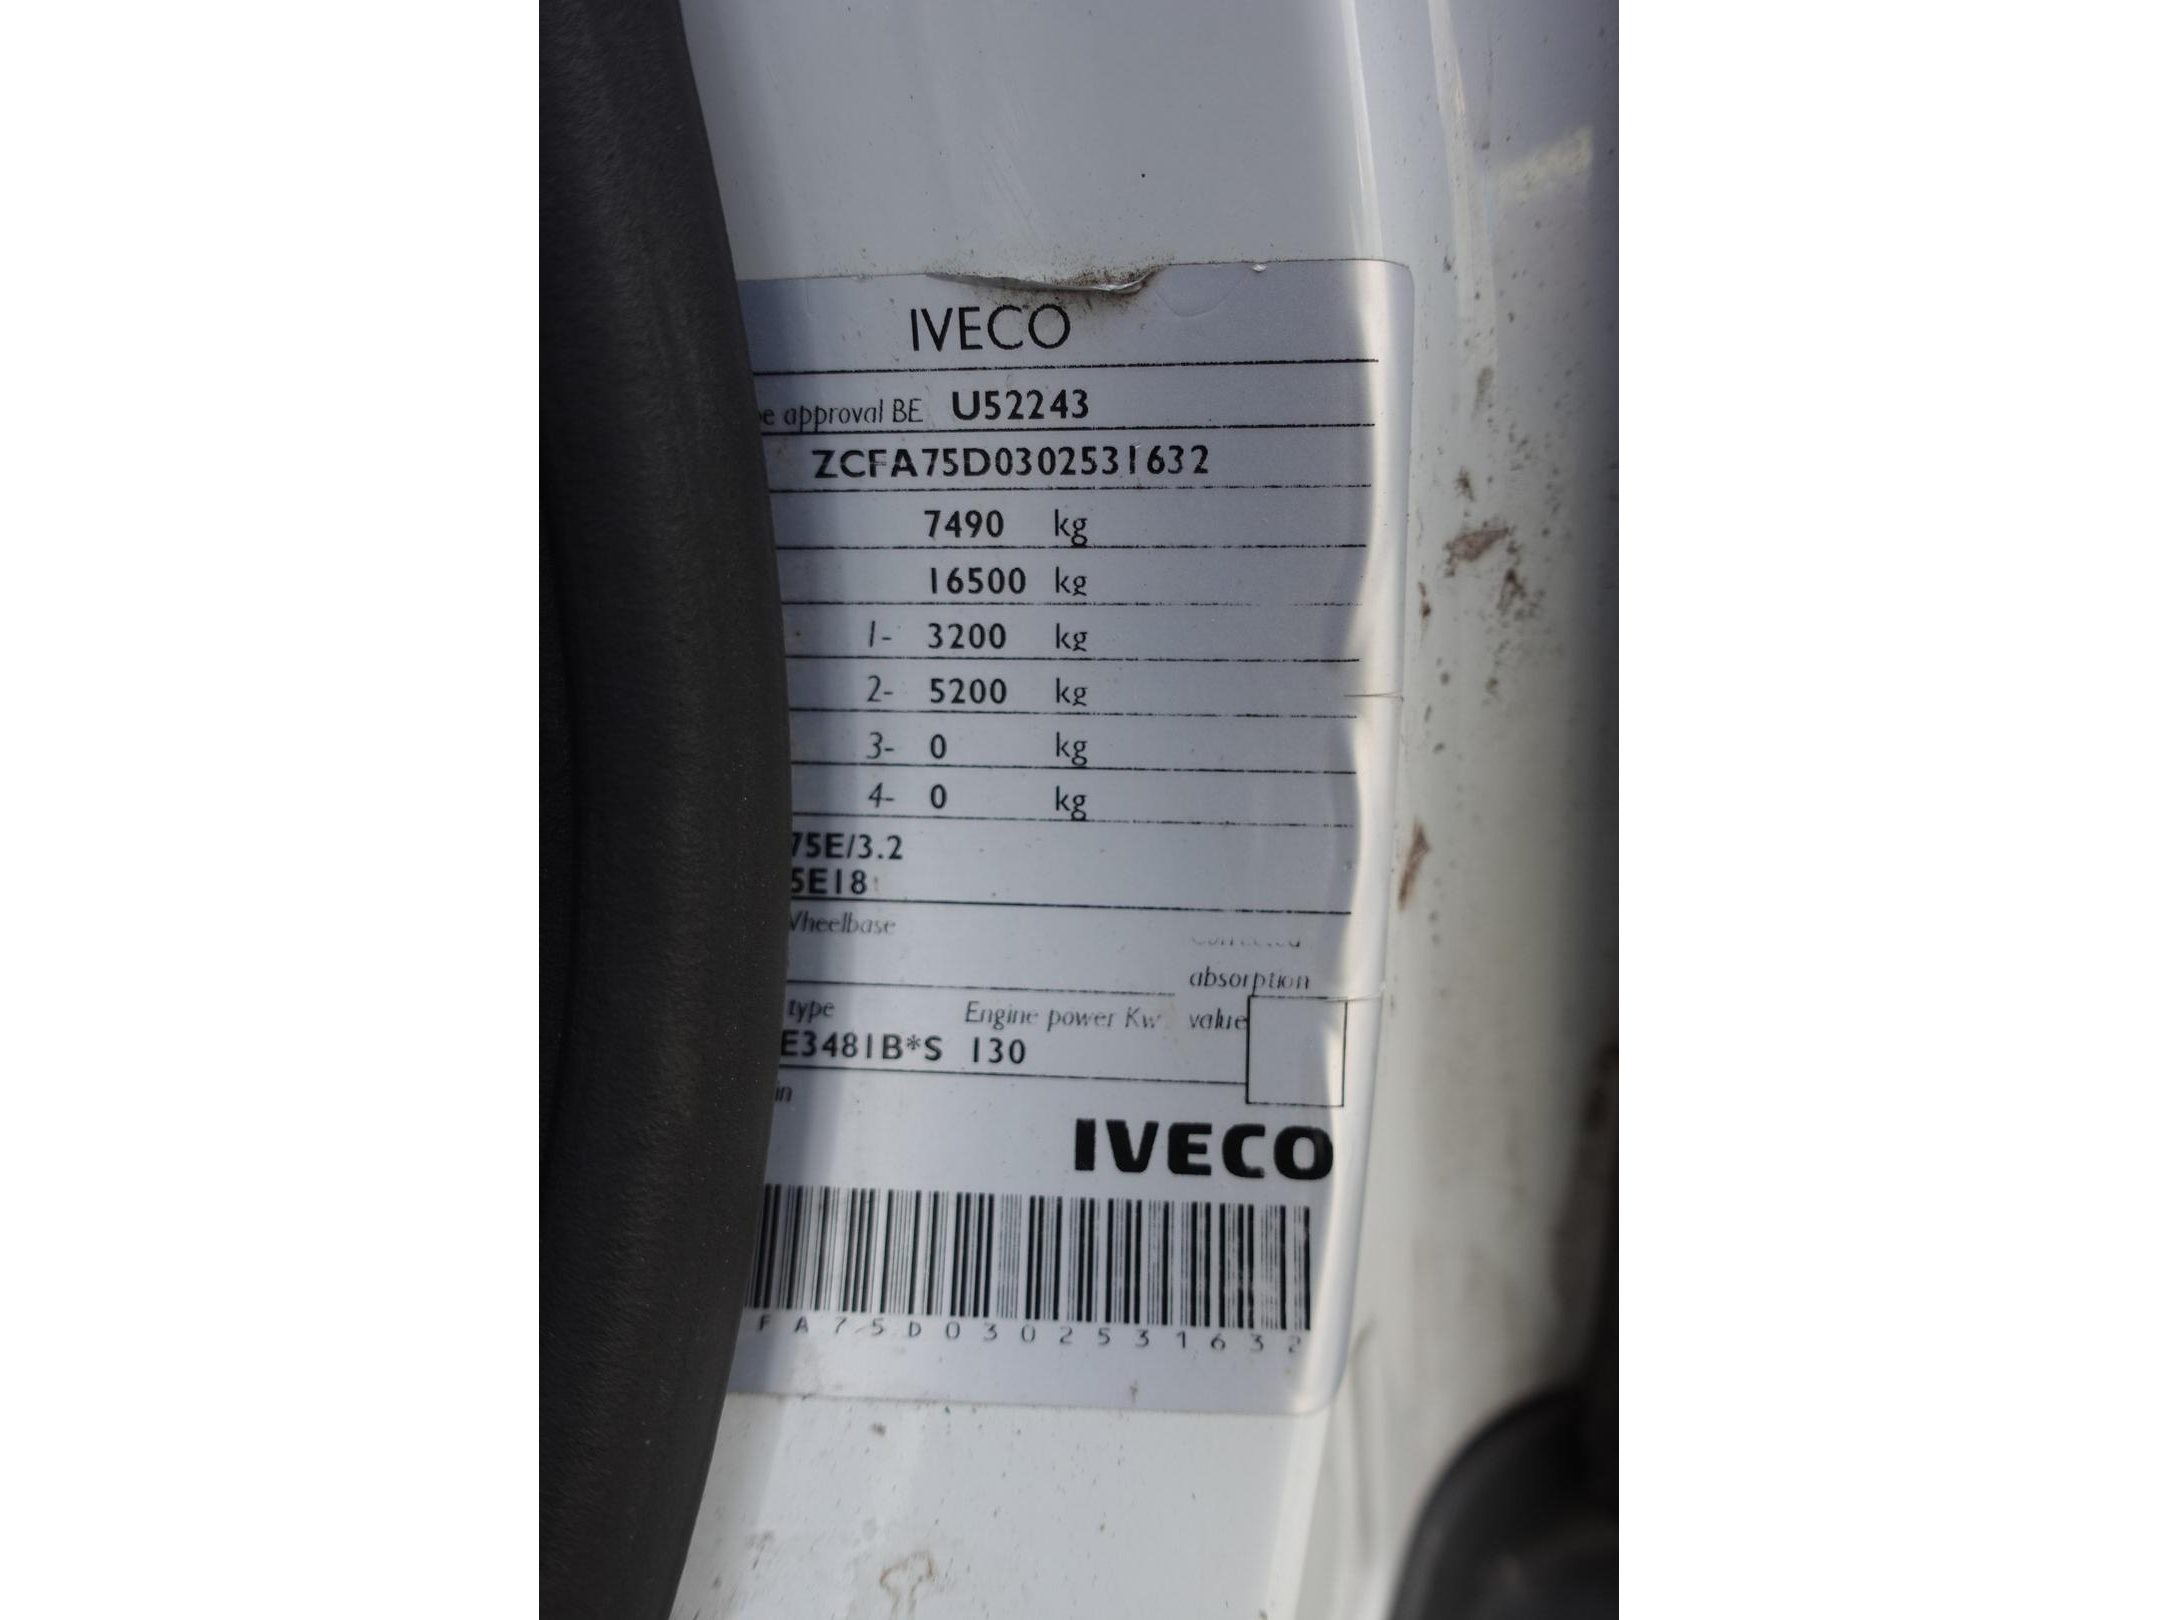 IVECO
approval BE U52243
ZCFA75D0302531632
7490 kg
16500 kg
1- 3200 kg
2- 5200 kg
3- 0 kg
4- 0 kg
75E/3.2
5E18
Wheelbase
absorption
type Engine power Kw value
E3481B*S 130
IVECO
FA75D0302531632